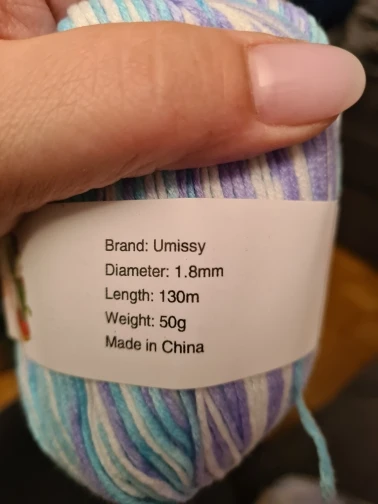 Brand: Umissy
Diameter: 1.8mm
Length: 130m
Weight: 50g
Made in China